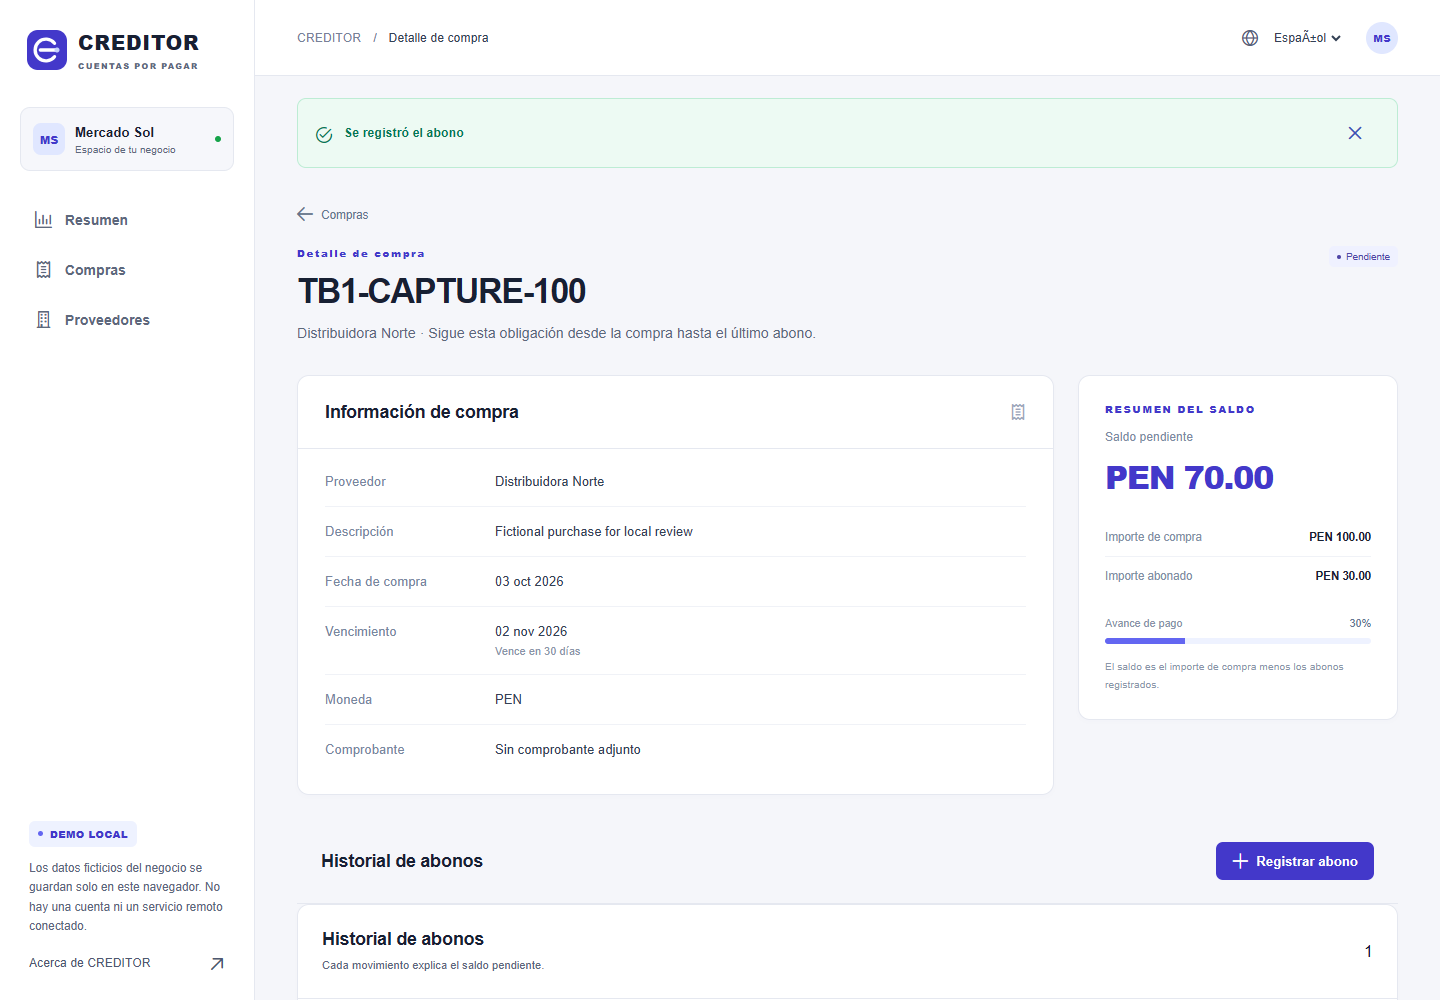 CREDITOR
CUENTAS POR PAGAR
MS
Mercado Sol
Espacio de tu negocio
Resumen
Compras
Proveedores
DEMO LOCAL
Los datos ficticios del negocio se
guardan solo en este navegador. No
hay una cuenta ni un servicio remoto
conectado.
Acerca de CREDITOR
CREDITOR / Detalle de compra
EspaÃ±ol
MS
Se registró el abono
Compras
Detalle de compra
Pendiente
TB1-CAPTURE-100
Distribuidora Norte · Sigue esta obligación desde la compra hasta el último abono.
Información de compra
Proveedor Distribuidora Norte
Descripción Fictional purchase for local review
Fecha de compra 03 oct 2026
Vencimiento 02 nov 2026
Vence en 30 días
Moneda PEN
Comprobante Sin comprobante adjunto
RESUMEN DEL SALDO
Saldo pendiente
PEN 70.00
Importe de compra PEN 100.00
Importe abonado PEN 30.00
Avance de pago 30%
El saldo es el importe de compra menos los abonos
registrados.
Historial de abonos
Registrar abono
Historial de abonos
Cada movimiento explica el saldo pendiente.
1